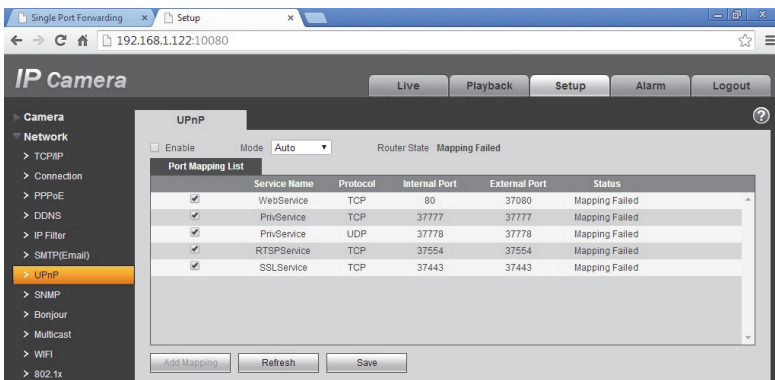 Single Port Forwarding
Setup
192.168.1.122:10080
IP Camera
Live Playback Setup Alarm Logout
Camera
Network
> TCP/IP
> Connection
> PPPoE
> DDNS
> IP Filter
> SMTP(Email)
> UPnP
> SNMP
> Bonjour
> Multicast
> WIFI
> 802.1x
UPnP
Enable Mode Auto Router State Mapping Failed
Port Mapping List
Service Name Protocol Internal Port External Port Status
WebService TCP 80 37080 Mapping Failed
PrivService TCP 37777 37777 Mapping Failed
PrivService UDP 37778 37778 Mapping Failed
RTSPService TCP 37554 37554 Mapping Failed
SSLService TCP 37443 37443 Mapping Failed
Add Mapping Refresh Save